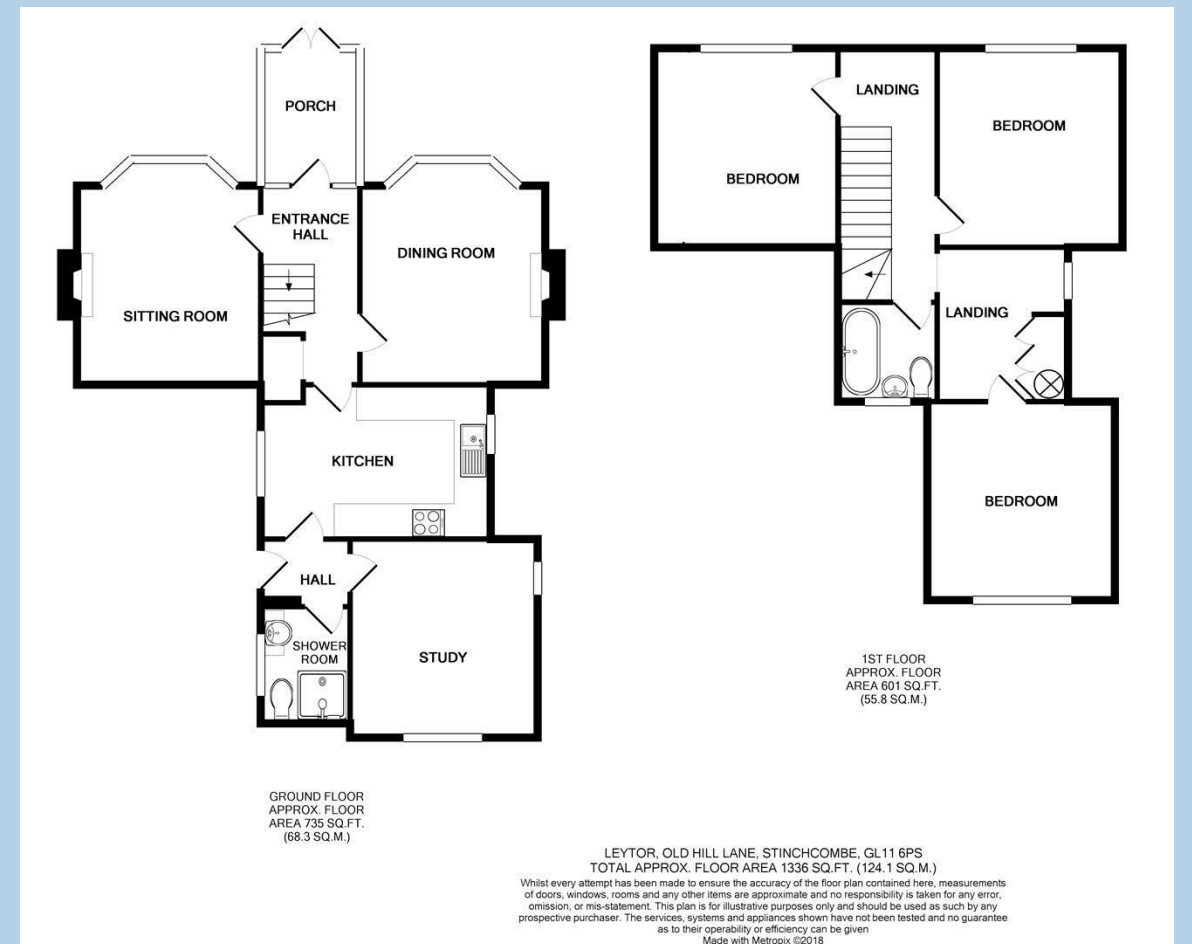 PORCH
ENTRANCE
HALL
SITTING ROOM
DINING ROOM
KITCHEN
HALL
SHOWER
ROOM
STUDY
GROUND FLOOR
APPROX. FLOOR
AREA 735 SQ.FT.
(68.3 SQ.M.)
LANDING
BEDROOM
BEDROOM
LANDING
BEDROOM
1ST FLOOR
APPROX. FLOOR
AREA 601 SQ.FT.
(55.8 SQ.M.)
LEYTOR, OLD HILL LANE, STINCHCOMBE, GL11 6PS
TOTAL APPROX. FLOOR AREA 1336 SQ.FT. (124.1 SQ.M.)
Whilst every attempt has been made to ensure the accuracy of the floor plan contained here, measurements
of doors, windows, rooms and any other items are approximate and no responsibility is taken for any error,
omission, or mis-statement. This plan is for illustrative purposes only and should be used as such by any
prospective purchaser. The services, systems and appliances shown have not been tested and no guarantee
as to their operability or efficiency can be given
Made with Metropix ©2018